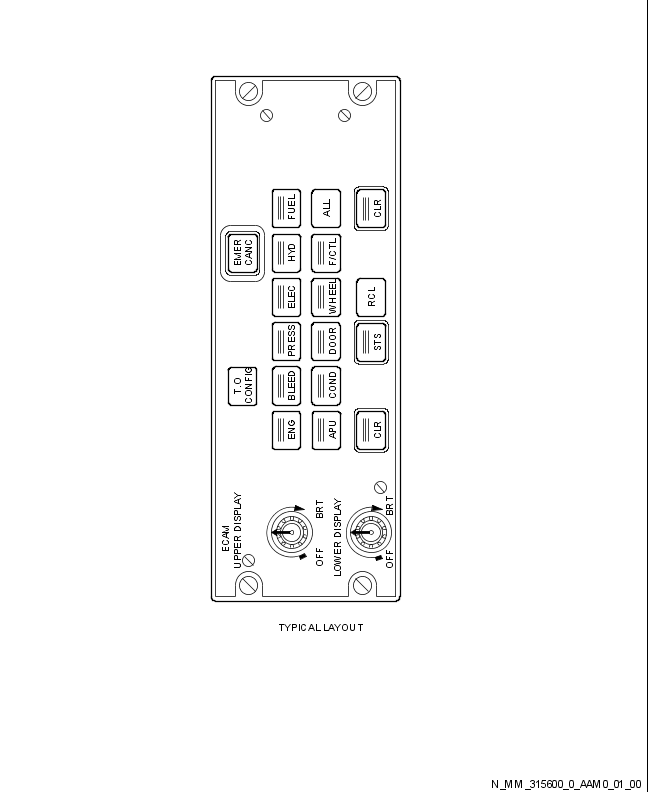 EMER
CANC
T.O
CONFIG
FUEL
HYD
ELEC
PRESS
BLEED
ENG
ALL
F/CTL
WHEEL
DOOR
COND
APU
CLR
RCL
STS
CLR
ECAM
UPPER DISPLAY
OFF
BRT
LOWER DISPLAY
OFF
BRT
TYPICAL LAYOUT
N_MM_315600_0_AAM0_01_00